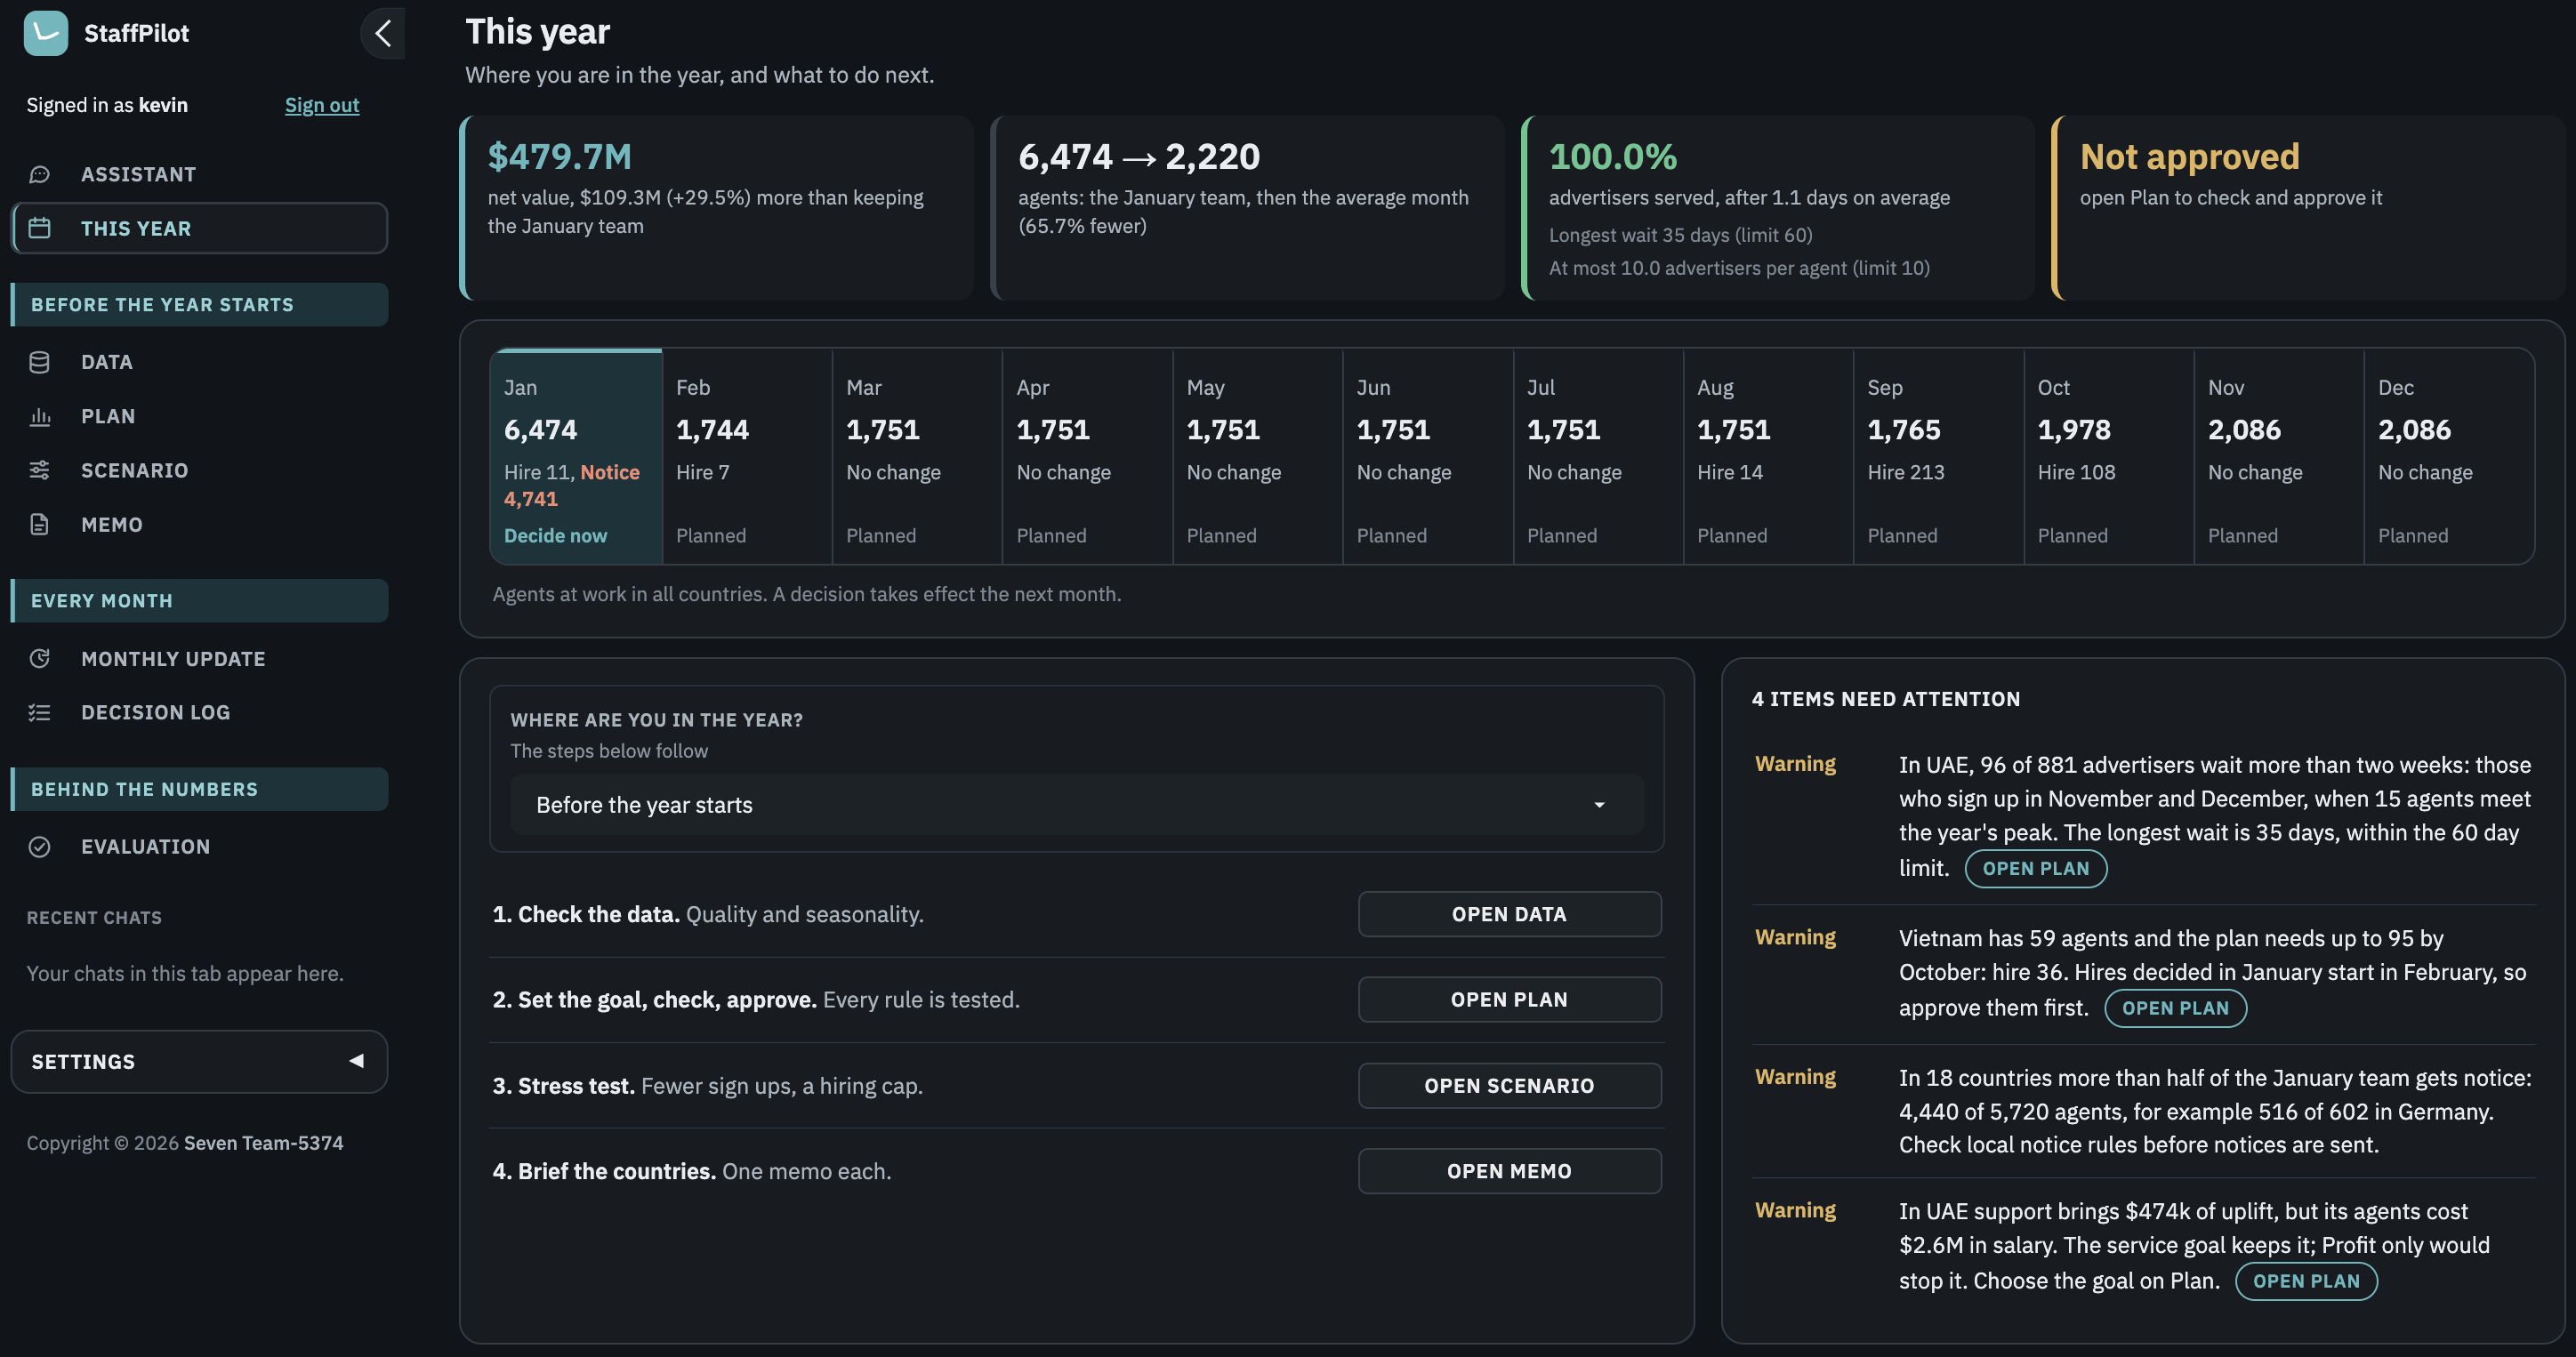 StaffPilot
Signed in as kevin
Sign out
ASSISTANT
THIS YEAR
BEFORE THE YEAR STARTS
DATA
PLAN
SCENARIO
MEMO
EVERY MONTH
MONTHLY UPDATE
DECISION LOG
BEHIND THE NUMBERS
EVALUATION
RECENT CHATS
Your chats in this tab appear here.
SETTINGS
Copyright © 2026 Seven Team-5374
This year
Where you are in the year, and what to do next.
$479.7M
net value, $109.3M (+29.5%) more than keeping
the January team
6,474 → 2,220
agents: the January team, then the average month
(65.7% fewer)
100.0%
advertisers served, after 1.1 days on average
Longest wait 35 days (limit 60)
At most 10.0 advertisers per agent (limit 10)
Not approved
open Plan to check and approve it
Jan
6,474
Hire 11, Notice
4,741
Decide now
Feb
1,744
Hire 7
Planned
Mar
1,751
No change
Planned
Apr
1,751
No change
Planned
May
1,751
No change
Planned
Jun
1,751
No change
Planned
Jul
1,751
No change
Planned
Aug
1,751
Hire 14
Planned
Sep
1,765
Hire 213
Planned
Oct
1,978
Hire 108
Planned
Nov
2,086
No change
Planned
Dec
2,086
No change
Planned
Agents at work in all countries. A decision takes effect the next month.
WHERE ARE YOU IN THE YEAR?
The steps below follow
Before the year starts
1. Check the data. Quality and seasonality.
OPEN DATA
2. Set the goal, check, approve. Every rule is tested.
OPEN PLAN
3. Stress test. Fewer sign ups, a hiring cap.
OPEN SCENARIO
4. Brief the countries. One memo each.
OPEN MEMO
4 ITEMS NEED ATTENTION
Warning
In UAE, 96 of 881 advertisers wait more than two weeks: those
who sign up in November and December, when 15 agents meet
the year's peak. The longest wait is 35 days, within the 60 day
limit. OPEN PLAN
Warning
Vietnam has 59 agents and the plan needs up to 95 by
October: hire 36. Hires decided in January start in February, so
approve them first. OPEN PLAN
Warning
In 18 countries more than half of the January team gets notice:
4,440 of 5,720 agents, for example 516 of 602 in Germany.
Check local notice rules before notices are sent.
Warning
In UAE support brings $474k of uplift, but its agents cost
$2.6M in salary. The service goal keeps it; Profit only would
stop it. Choose the goal on Plan. OPEN PLAN